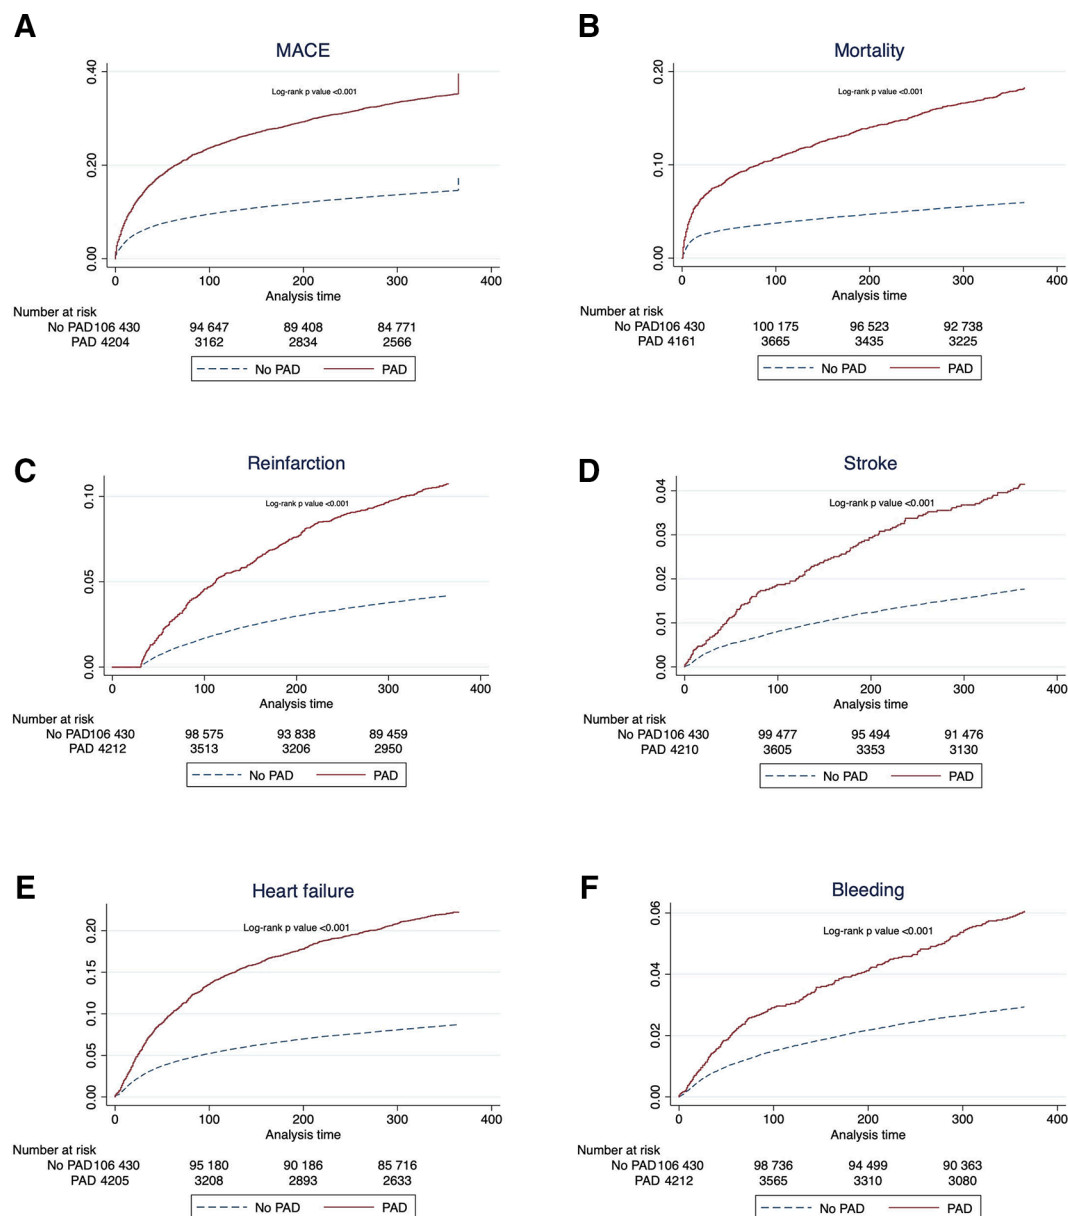 A
MACE
Log-rank p value <0.001
0.40
0.20
0.00
0 100 200 300 400
Analysis time
Number at risk
No PAD 106 430 94 647 89 408 84 771
PAD 4204 3162 2834 2566
No PAD PAD
B
Mortality
Log-rank p value <0.001
0.20
0.10
0.00
0 100 200 300 400
Analysis time
Number at risk
No PAD 106 430 100 175 96 523 92 738
PAD 4161 3665 3435 3225
No PAD PAD
C
Reinfarction
Log-rank p value <0.001
0.10
0.05
0.00
0 100 200 300 400
Analysis time
Number at risk
No PAD 106 430 98 575 93 838 89 459
PAD 4212 3513 3206 2950
No PAD PAD
D
Stroke
Log-rank p value <0.001
0.04
0.03
0.02
0.01
0.00
0 100 200 300 400
Analysis time
Number at risk
No PAD 106 430 99 477 95 494 91 476
PAD 4210 3605 3353 3130
No PAD PAD
E
Heart failure
Log-rank p value <0.001
0.20
0.15
0.10
0.05
0.00
0 100 200 300 400
Analysis time
Number at risk
No PAD 106 430 95 180 90 186 85 716
PAD 4205 3208 2893 2633
No PAD PAD
F
Bleeding
Log-rank p value <0.001
0.06
0.04
0.02
0.00
0 100 200 300 400
Analysis time
Number at risk
No PAD 106 430 98 736 94 499 90 363
PAD 4212 3565 3310 3080
No PAD PAD